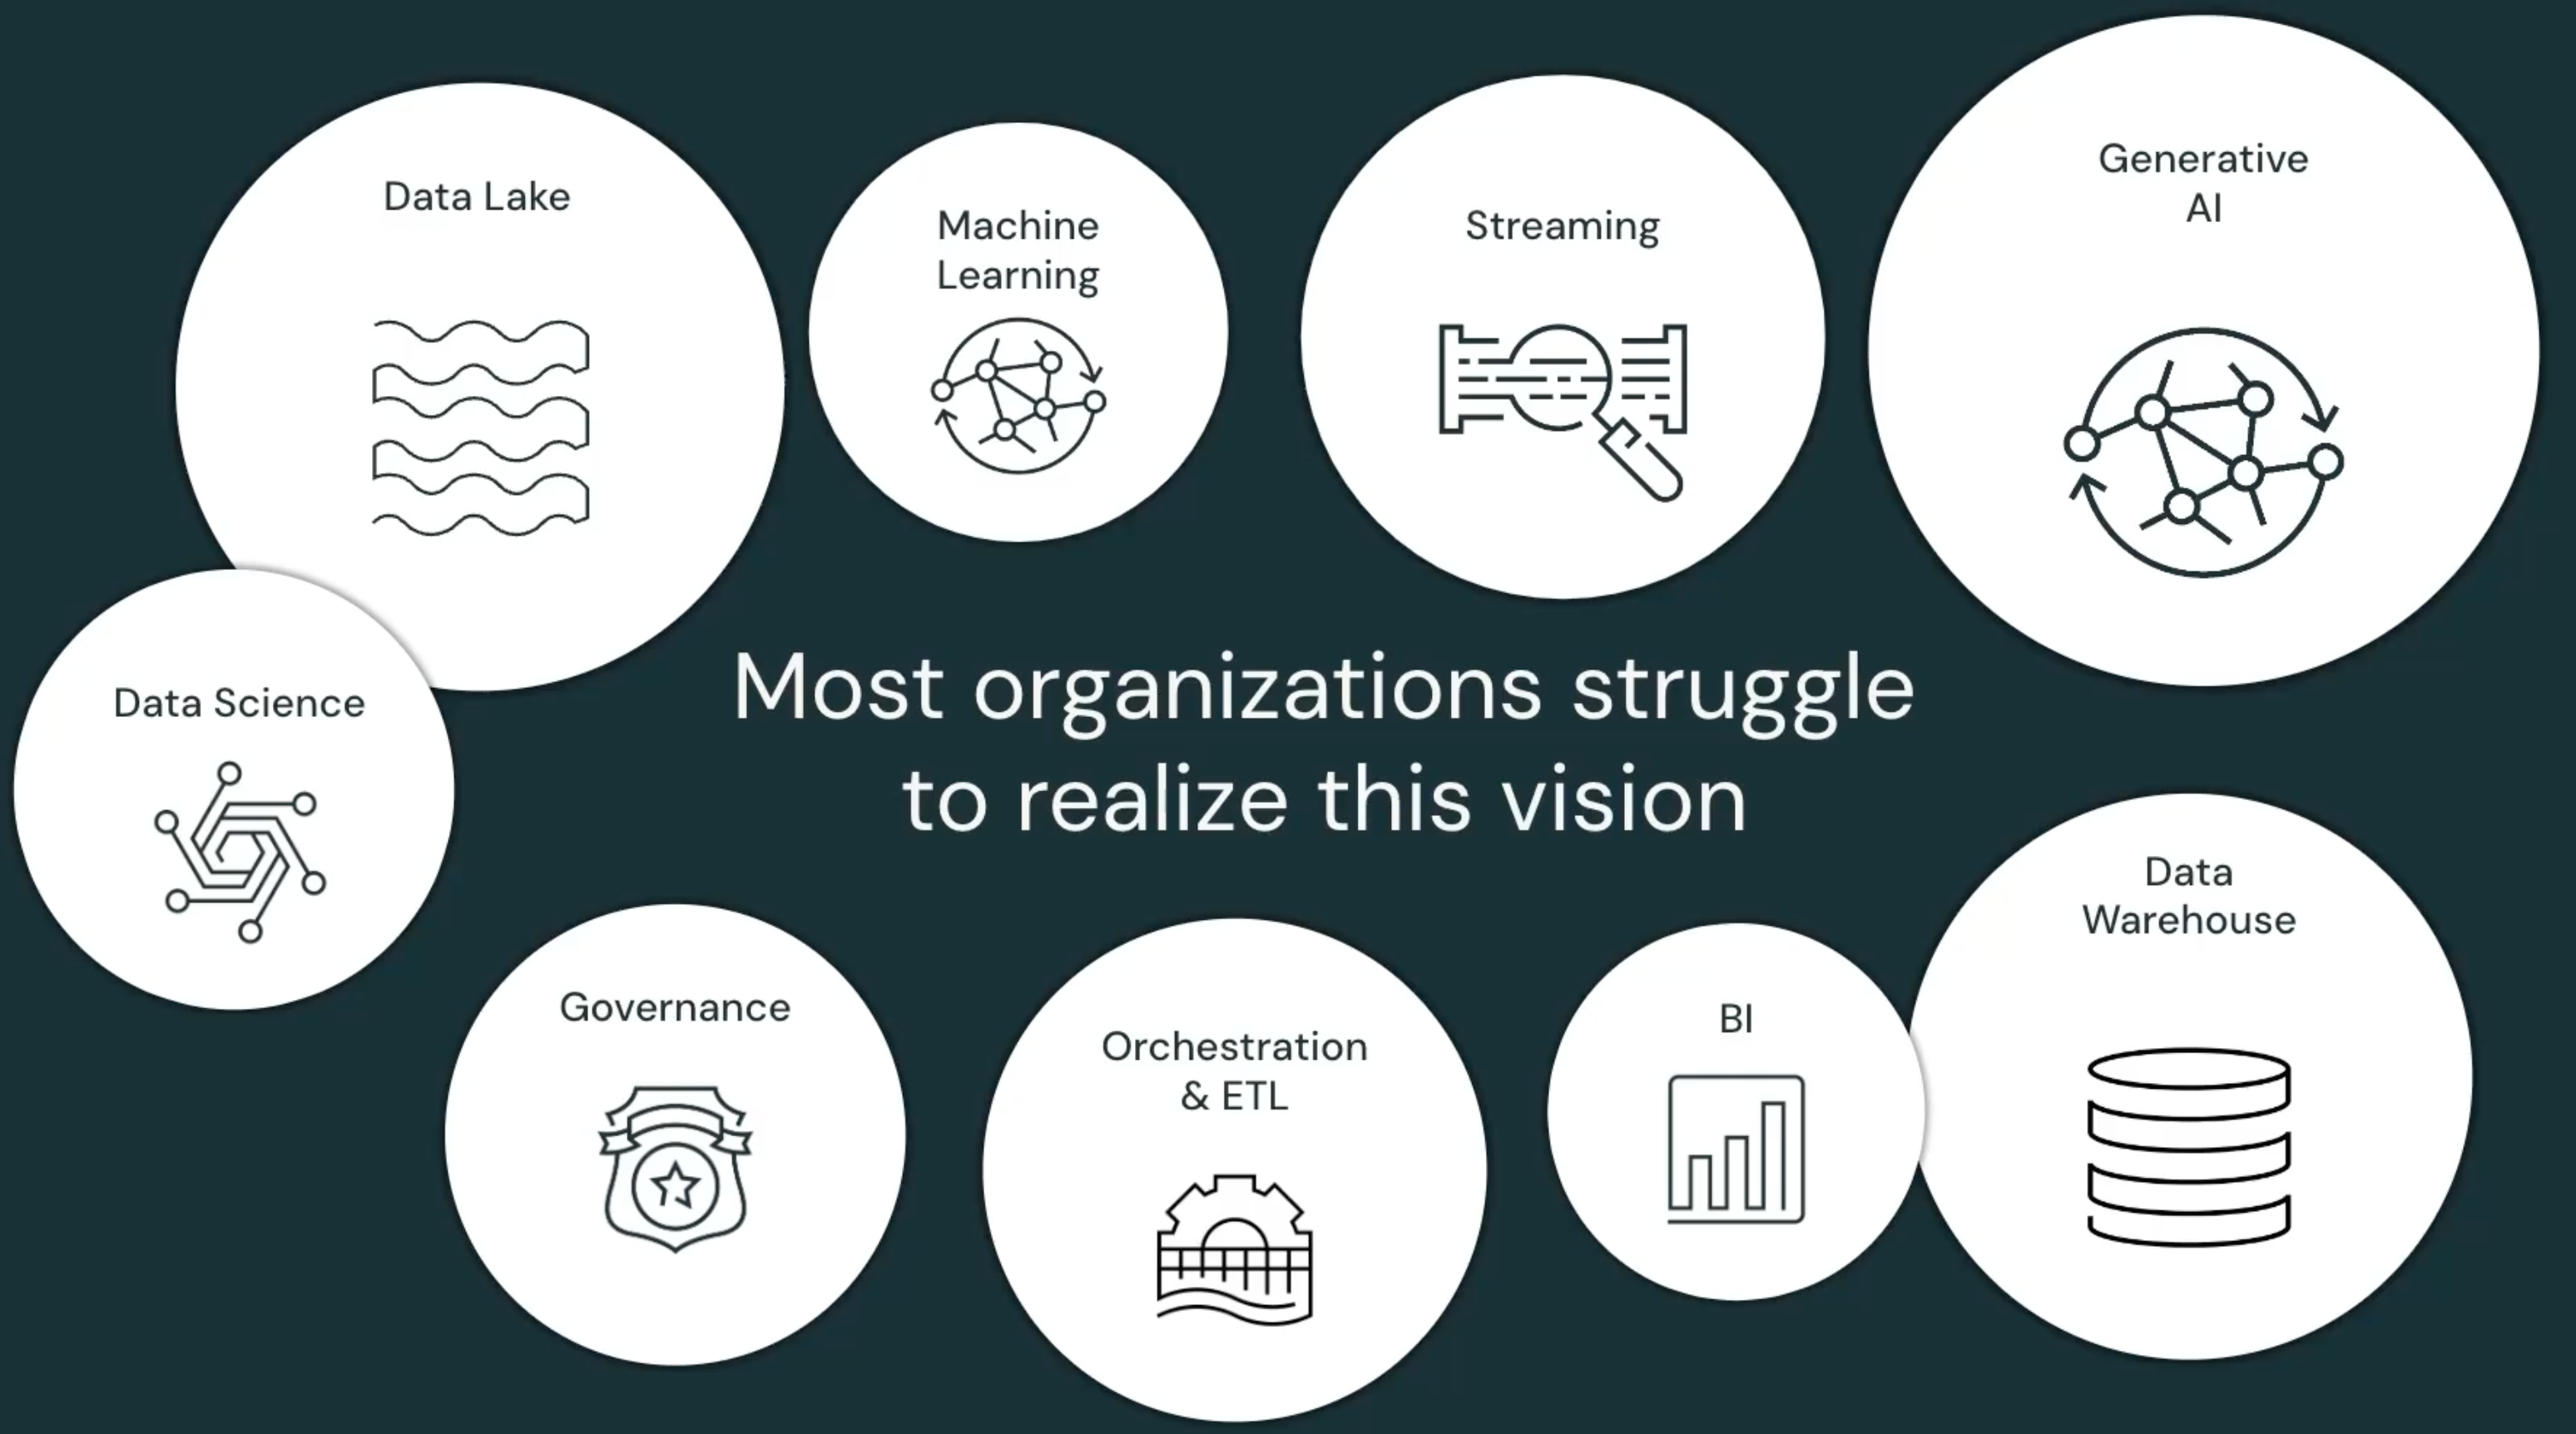 Data Lake
Machine
Learning
Streaming
Generative
AI
Most organizations struggle
to realize this vision
Data Science
Governance
Orchestration
& ETL
BI
Data
Warehouse